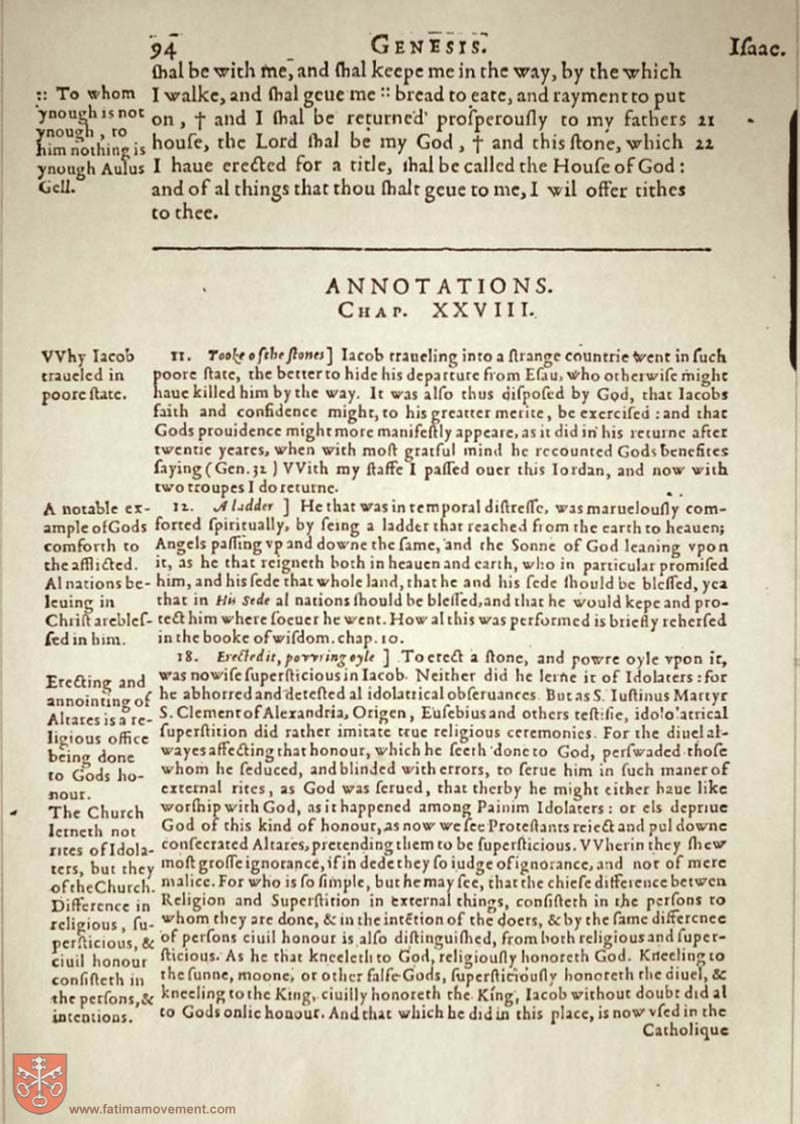 94 GENESIS. Iſaac.
ſhal be with me, and ſhal keepe me in the way, by the which
I walke, and ſhal geue me :: bread to eate, and rayment to put
on, † and I ſhal be returned proſperouſly to my fathers 21
houſe, the Lord ſhal be my God, † and this ſtone, which 22
I haue erected for a title, ſhal be called the Houſe of God:
and of al things that thou ſhalt geue to me, I wil offer tithes
to thee.
:: To whom
ynough is not
ynough, to
him nothing is
ynough Aulus
Gell.
ANNOTATIONS.
CHAP. XXVIII.
VVhy Iacob
traueled in
poore ſtate.
11. Tooke of the ſtones] Iacob traueling into a ſtrange countrie went in ſuch
poore ſtate, the better to hide his departure from Eſau, who otherwiſe might
haue killed him by the way. It was alſo thus diſpoſed by God, that Iacobs
faith and confidence might, to his greatter merite, be exerciſed: and that
Gods prouidence might more manifeſtly appeare, as it did in his returne after
twentie yeares, when with moſt grateful mind he recounted Gods benefites
ſaying (Gen. 32) VVith my ſtaffe I paſſed ouer this Iordan, and now with
two troupes I do returne.
A notable ex-
ample of Gods
comforth to
the afflicted.
Al nations be-
leuing in
Chriſt are bleſ-
ſed in him.
12. A ladder ] He that was in temporal diſtreſſe, was maruelouſly com-
forted ſpiritually, by ſeing a ladder that reached from the earth to heauen;
Angels paſſing vp and downe the ſame, and the Sonne of God leaning vpon
it, as he that reigneth both in heauen and earth, who in particular promiſed
him, and his ſede that whole land, that he and his ſede ſhould be bleſſed, yea
that in His Sede al nations ſhould be bleſſed, and that he would kepe and pro-
tect him where ſoeuer he went. How al this was performed is briefly reherſed
in the booke of wiſdom. chap. 10.
Erecting and
annointing of
Altares is a re-
ligious office
being done
to Gods ho-
nour.
The Church
lerneth not
rites of Idola-
ters, but they
of the Church.
Difference in
religious, ſu-
perſticious, &
ciuil honour
conſiſteth in
the perſons, &
intentions.
18. Erected it, povvring oyle ] To erect a ſtone, and powre oyle vpon it,
was nowiſe ſuperſticious in Iacob. Neither did he lerne it of Idolaters: for
he abhorred and deteſted al idolatrical obſeruances. But as S. Iuſtinus Martyr
S. Clement of Alexandria, Origen, Euſebius and others teſtifie, idololatrical
ſuperſtition did rather imitate true religious ceremonies. For the diuel al-
wayes affecting that honour, which he ſeeth done to God, perſwaded thoſe
whom he ſeduced, and blinded with errors, to ſerue him in ſuch maner of
external rites, as God was ſerued, that therby he might either haue like
worſhip with God, as it happened among Painim Idolaters: or els depriue
God of this kind of honour, as now we ſee Proteſtants reiect and pul downe
conſecrated Altares, pretending them to be ſuperſticious. VVherin they ſhew
moſt groſſe ignorance, if in dede they ſo iudge of ignorance, and not of mere
malice. For who is ſo ſimple, but he may ſee, that the chiefe difference betwen
Religion and Superſtition in external things, conſiſteth in the perſons to
whom they are done, & in the intẽtion of the doers, & by the ſame difference
of perſons ciuil honour is alſo diſtinguiſhed, from both religious and ſuper-
ſticious. As he that kneeleth to God, religiouſly honoreth God. Kneeling to
the ſunne, moone, or other falſe Gods, ſuperſticiouſly honoreth the diuel, &
kneeling to the King, ciuilly honoreth the King, Iacob without doubt did al
to Gods onlie honour. And that which he did in this place, is now vſed in the
Catholique
www.fatimamovement.com